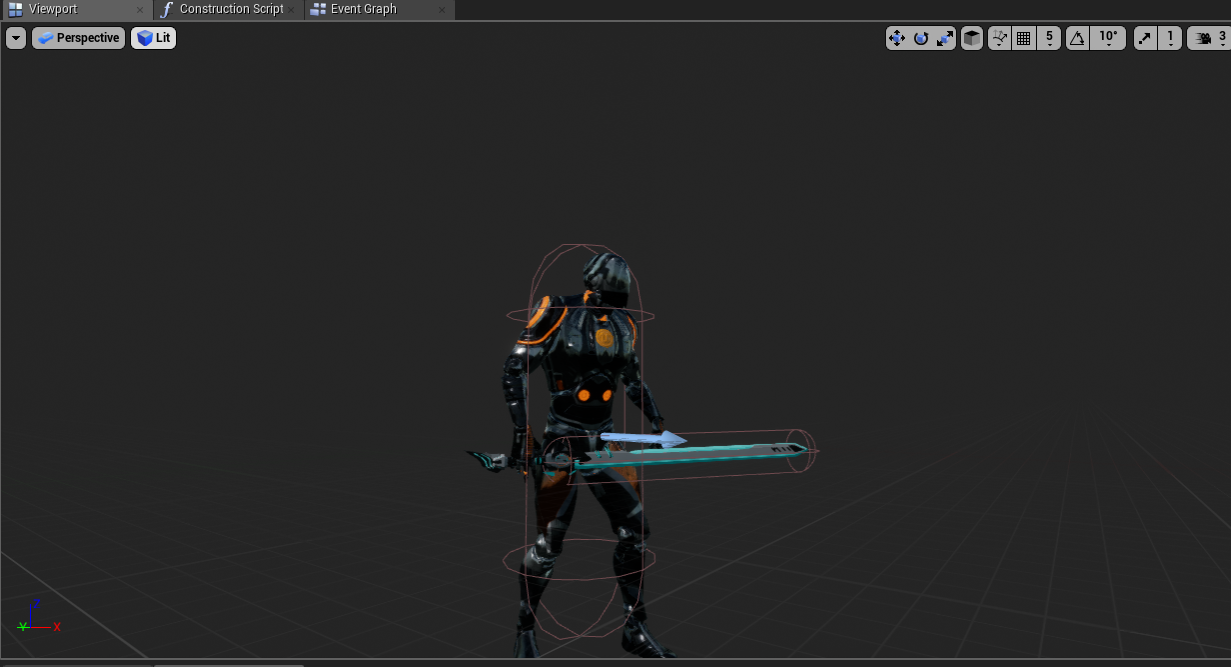 Viewport
Construction Script
Event Graph
Perspective
Lit
5
10°
1
3
Z
Y
X